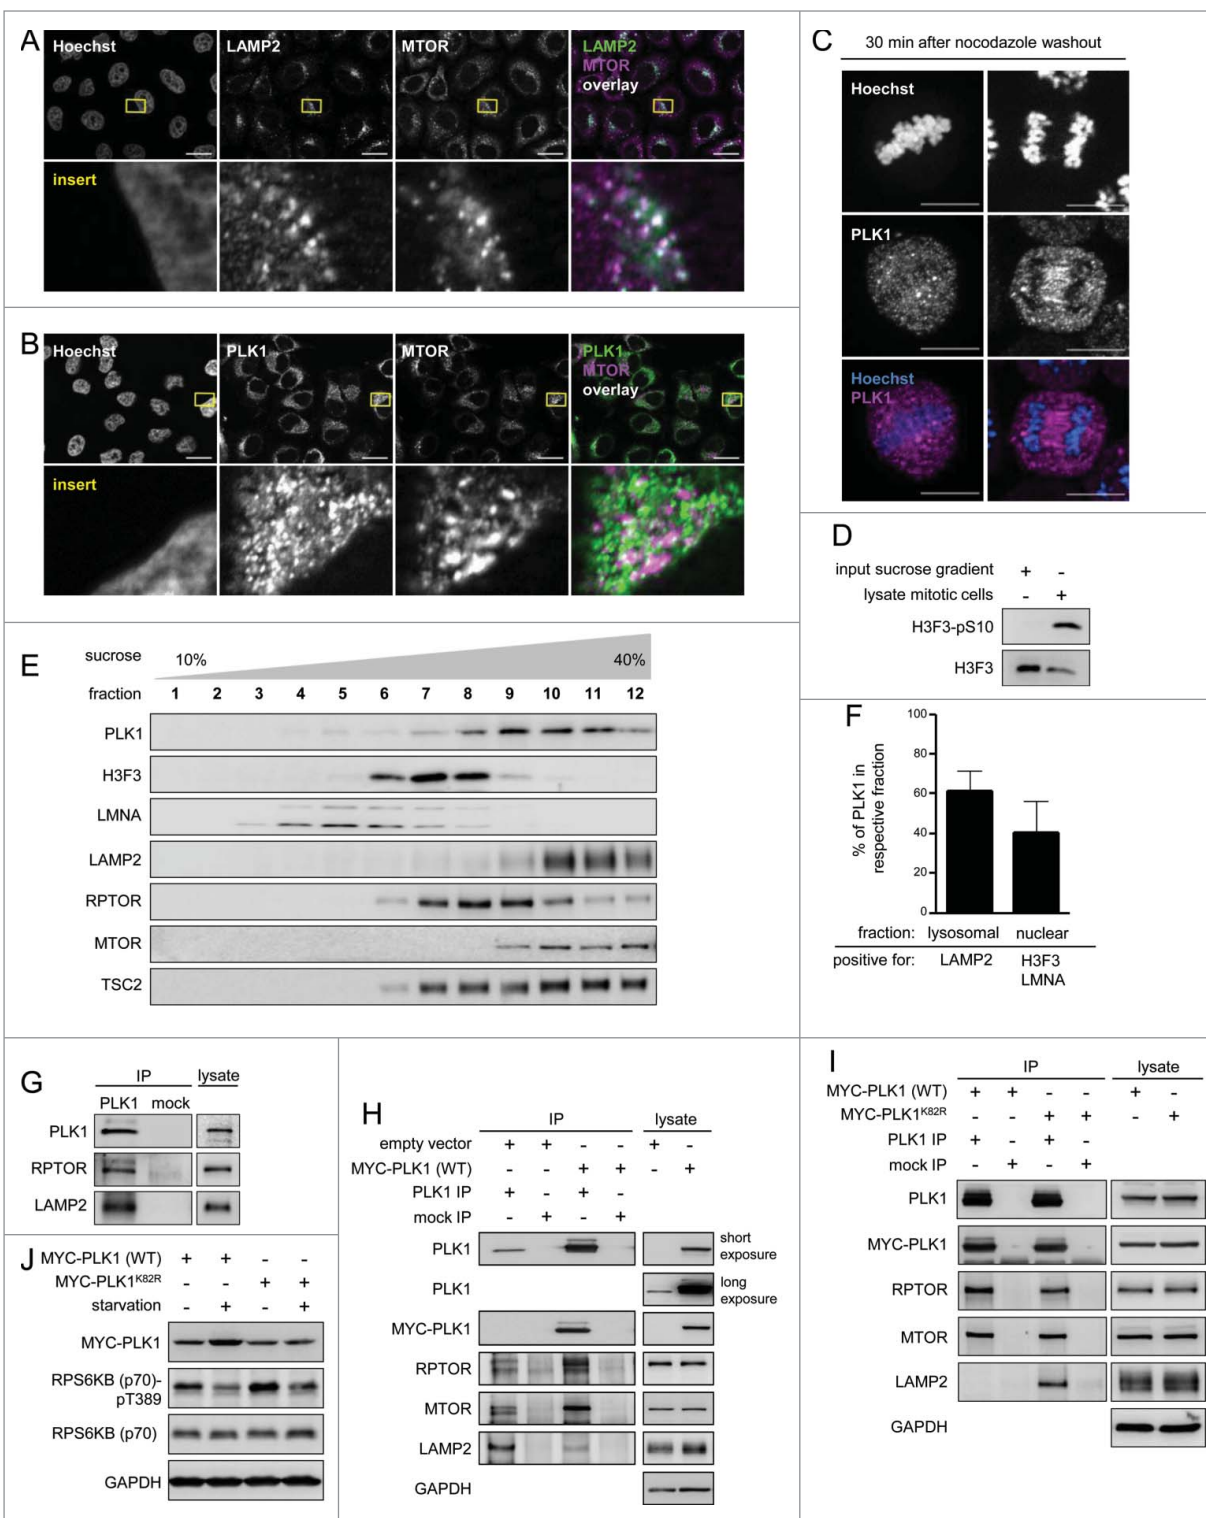 A
Hoechst
LAMP2
MTOR
LAMP2
MTOR
overlay
insert
B
Hoechst
PLK1
MTOR
PLK1
MTOR
overlay
insert
C
30 min after nocodazole washout
Hoechst
PLK1
Hoechst
PLK1
D
input sucrose gradient + -
lysate mitotic cells - +
H3F3-pS10
H3F3
E
sucrose 10% 40%
fraction 1 2 3 4 5 6 7 8 9 10 11 12
PLK1
H3F3
LMNA
LAMP2
RPTOR
MTOR
TSC2
F
% of PLK1 in
respective fraction
100
80
60
40
20
0
fraction: lysosomal nuclear
positive for: LAMP2 H3F3
LMNA
G
IP lysate
PLK1 mock
PLK1
RPTOR
LAMP2
H
IP lysate
empty vector + + - - + -
MYC-PLK1 (WT) - - + + - +
PLK1 IP + - + -
mock IP - + - +
PLK1 short
exposure
PLK1 long
exposure
MYC-PLK1
RPTOR
MTOR
LAMP2
GAPDH
I
IP lysate
MYC-PLK1 (WT) + + - - + -
MYC-PLK1K82R - - + + - +
PLK1 IP + - + -
mock IP - + - +
PLK1
MYC-PLK1
RPTOR
MTOR
LAMP2
GAPDH
J
MYC-PLK1 (WT) + + - -
MYC-PLK1K82R - - + +
starvation - + - +
MYC-PLK1
RPS6KB (p70)-
pT389
RPS6KB (p70)
GAPDH